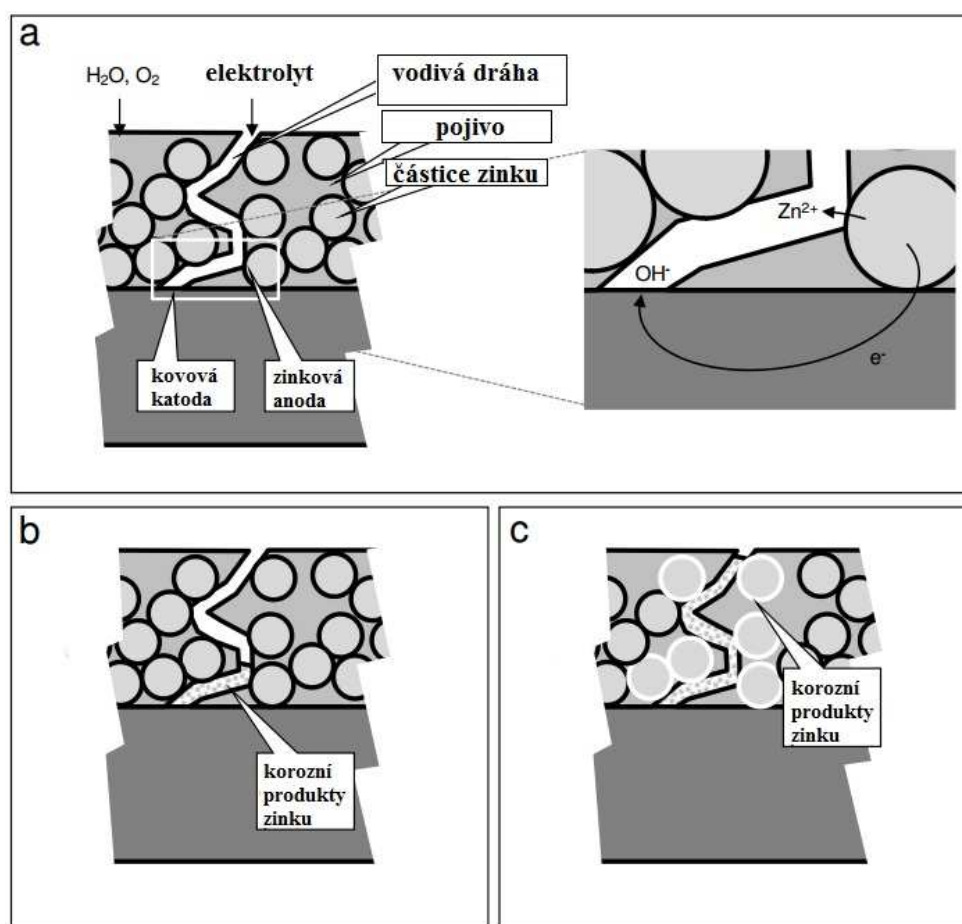 a
H₂O, O₂
elektrolyt
vodivá dráha
pojivo
částice zinku
Zn²⁺
OH⁻
e⁻
kovová
katoda
zinková
anoda
b
korozní
produkty
zinku
c
korozní
produkty
zinku